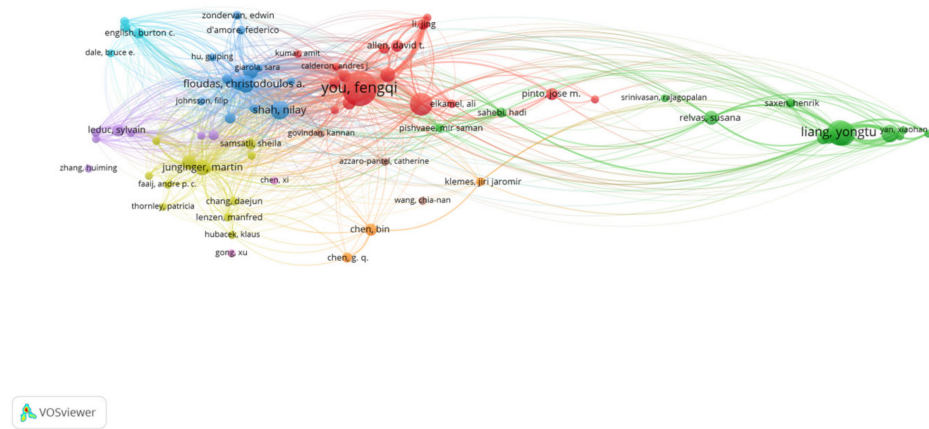 zondervan, edwin
li, jing
english, burton c.
d'amore, federico
allen, david t.
dale, bruce e.
hu, guiping
kumar, amit
giarola, sara
calderon, andres j.
floudas, christodoulos a.
you, fengqi
johnsson, filip
shah, nilay
elkamel, ali
pinto, jose m.
srinivasan, rajagopalan
saxen, henrik
sahebi, hadi
relvas, susana
leduc, sylvain
govindan, kannan
pishvaee, mir saman
liang, yongtu
yan, xiaohan
samsatli, sheila
zhang, huiming
junginger, martin
azzaro-pantel, catherine
faaij, andre p. c.
chen, xi
klemes, jiri jaromir
thornley, patricia
chang, daejun
wang, chia-nan
lenzen, manfred
hubacek, klaus
chen, bin
gong, xu
chen, g. q.
VOSviewer